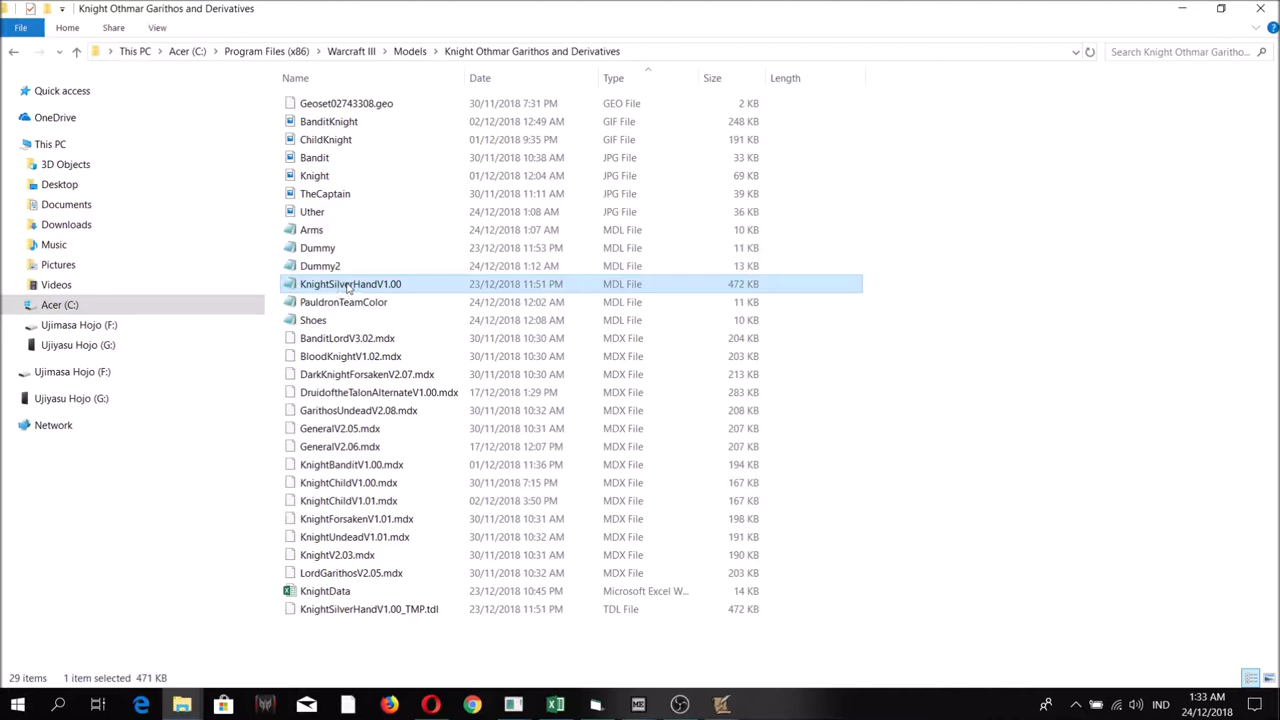 Knight Othmar Garithos and Derivatives
File Home Share View
This PC Acer (C:) Program Files (x86) Warcraft III Models Knight Othmar Garithos and Derivatives Search Knight Othmar Garitho...
Name Date Type Size Length
Quick access
OneDrive
This PC
3D Objects
Desktop
Documents
Downloads
Music
Pictures
Videos
Acer (C:)
Ujimasa Hojo (F:)
Ujiyasu Hojo (G:)
Ujimasa Hojo (F:)
Ujiyasu Hojo (G:)
Network
Geoset02743308.geo 30/11/2018 7:31 PM GEO File 2 KB
BanditKnight 02/12/2018 12:49 AM GIF File 248 KB
ChildKnight 01/12/2018 9:35 PM GIF File 191 KB
Bandit 30/11/2018 10:38 AM JPG File 33 KB
Knight 01/12/2018 12:04 AM JPG File 69 KB
TheCaptain 30/11/2018 11:11 AM JPG File 39 KB
Uther 24/12/2018 1:08 AM JPG File 36 KB
Arms 24/12/2018 1:07 AM MDL File 10 KB
Dummy 23/12/2018 11:53 PM MDL File 11 KB
Dummy2 24/12/2018 1:12 AM MDL File 13 KB
KnightSilverHandV1.00 23/12/2018 11:51 PM MDL File 472 KB
PauldronTeamColor 24/12/2018 12:02 AM MDL File 11 KB
Shoes 24/12/2018 12:08 AM MDL File 10 KB
BanditLordV3.02.mdx 30/11/2018 10:30 AM MDX File 204 KB
BloodKnightV1.02.mdx 30/11/2018 10:30 AM MDX File 203 KB
DarkKnightForsakenV2.07.mdx 30/11/2018 10:30 AM MDX File 213 KB
DruidoftheTalonAlternateV1.00.mdx 17/12/2018 1:29 PM MDX File 283 KB
GarithosUndeadV2.08.mdx 30/11/2018 10:32 AM MDX File 208 KB
GeneralV2.05.mdx 30/11/2018 10:31 AM MDX File 207 KB
GeneralV2.06.mdx 17/12/2018 12:07 PM MDX File 207 KB
KnightBanditV1.00.mdx 01/12/2018 11:36 PM MDX File 194 KB
KnightChildV1.00.mdx 30/11/2018 7:15 PM MDX File 167 KB
KnightChildV1.01.mdx 02/12/2018 3:50 PM MDX File 167 KB
KnightForsakenV1.01.mdx 30/11/2018 10:31 AM MDX File 198 KB
KnightUndeadV1.01.mdx 30/11/2018 10:32 AM MDX File 191 KB
KnightV2.03.mdx 30/11/2018 10:31 AM MDX File 190 KB
LordGarithosV2.05.mdx 30/11/2018 10:32 AM MDX File 203 KB
KnightData 23/12/2018 10:45 PM Microsoft Excel W... 14 KB
KnightSilverHandV1.00_TMP.tdl 23/12/2018 11:51 PM TDL File 472 KB
29 items 1 item selected 471 KB
IND
1:33 AM
24/12/2018